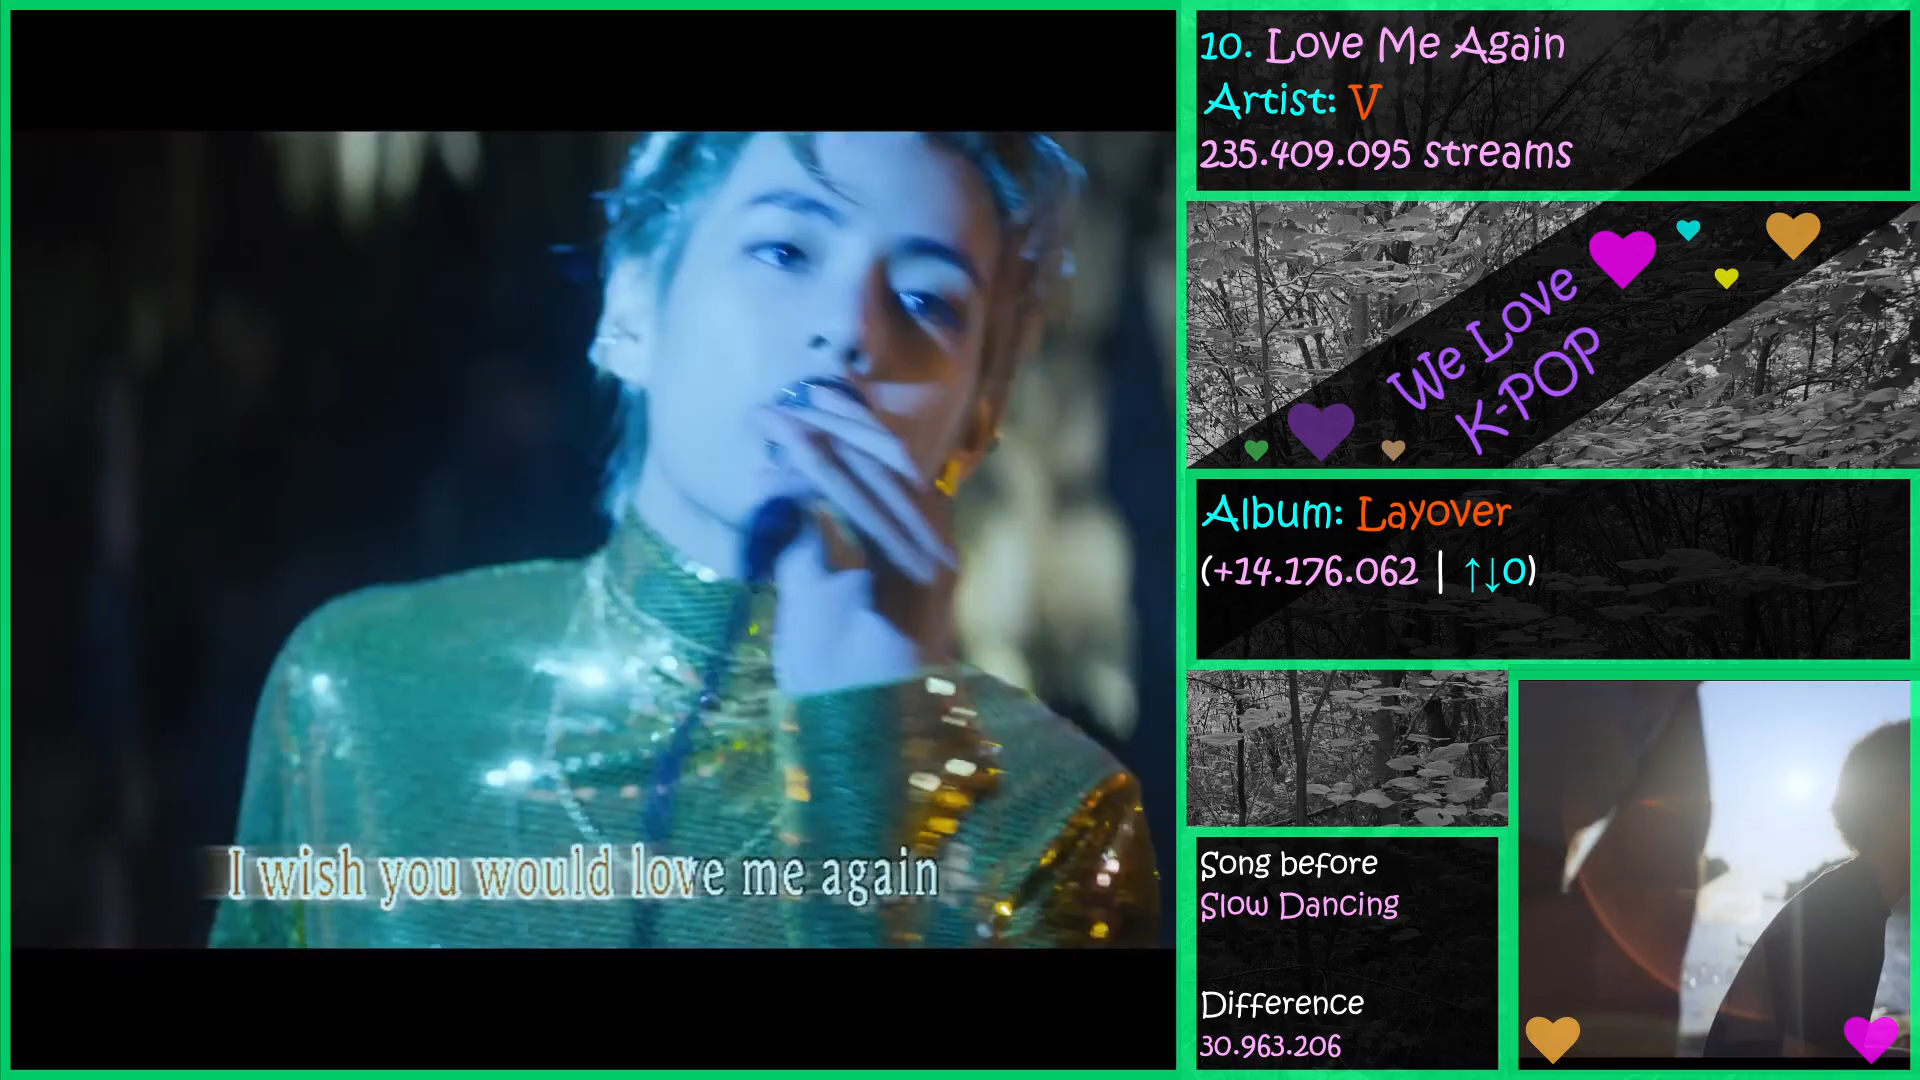 10. Love Me Again
Artist: V
235.409.095 streams
We Love
K-POP
Album: Layover
(+14.176.062 | ↑↓0)
I wish you would love me again
Song before
Slow Dancing
Difference
30.963.206